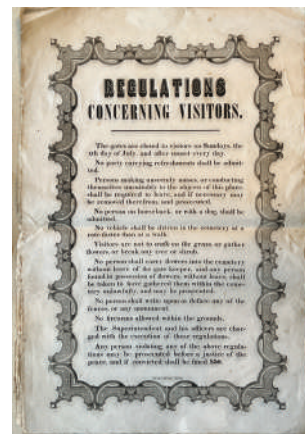 REGULATIONS
CONCERNING VISITORS.
The gates are closed to visitors on Sundays, the
4th day of July, and after sunset every day.
No party carrying refreshments shall be admit-
ted.
Persons making unseemly noises, or conducting
themselves unsuitably to the objects of this place,
shall be required to leave, and if necessary may
be removed therefrom, and prosecuted.
No person on horseback, or with a dog, shall be
admitted.
No vehicle shall be driven in the cemetery at a
rate faster than at a walk.
Visitors are not to walk on the grass, or gather
flowers, or break any tree or shrub.
No person shall carry flowers into the cemetery
without leave of the gate keeper, and any person
found in possession of flowers, without leave, shall
be taken to have gathered them within the ceme-
tery unlawfully, and may be prosecuted.
No person shall write upon or deface any of the
fences, or any monument.
No firearms allowed within the grounds.
The Superintendent and his officers are char-
ged with the execution of these regulations.
Any person violating any of the above regula-
tions may be prosecuted before a justice of the
peace, and if convicted shall be fined $50.